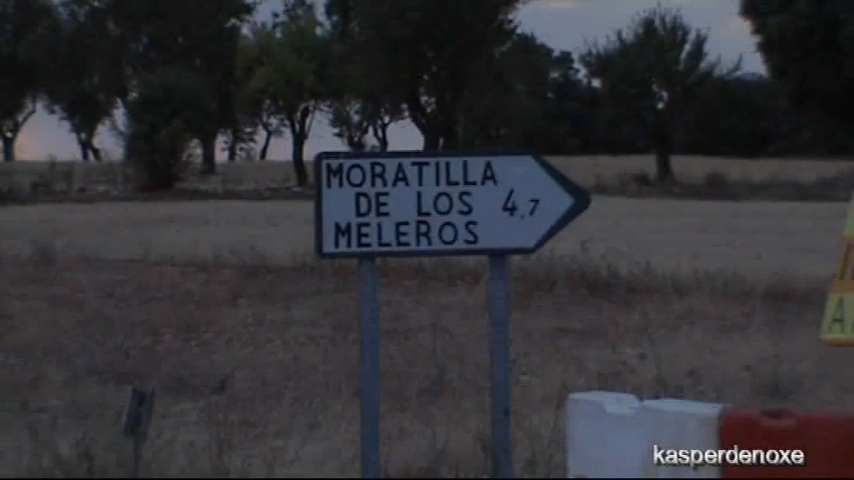 MORATILLA
DE LOS
MELEROS
4,7
kasperdenoxe